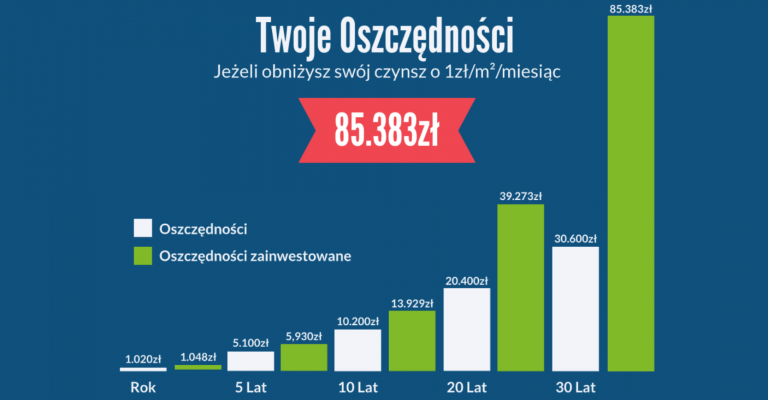 Twoje Oszczędności
Jeżeli obniżysz swój czynsz o 1zł/m²/miesiąc
85.383zł
Oszczędności
Oszczędności zainwestowane
1.020zł
1.048zł
5.100zł
5,930zł
10.200zł
13.929zł
20.400zł
39.273zł
30.600zł
85.383zł
Rok
5 Lat
10 Lat
20 Lat
30 Lat